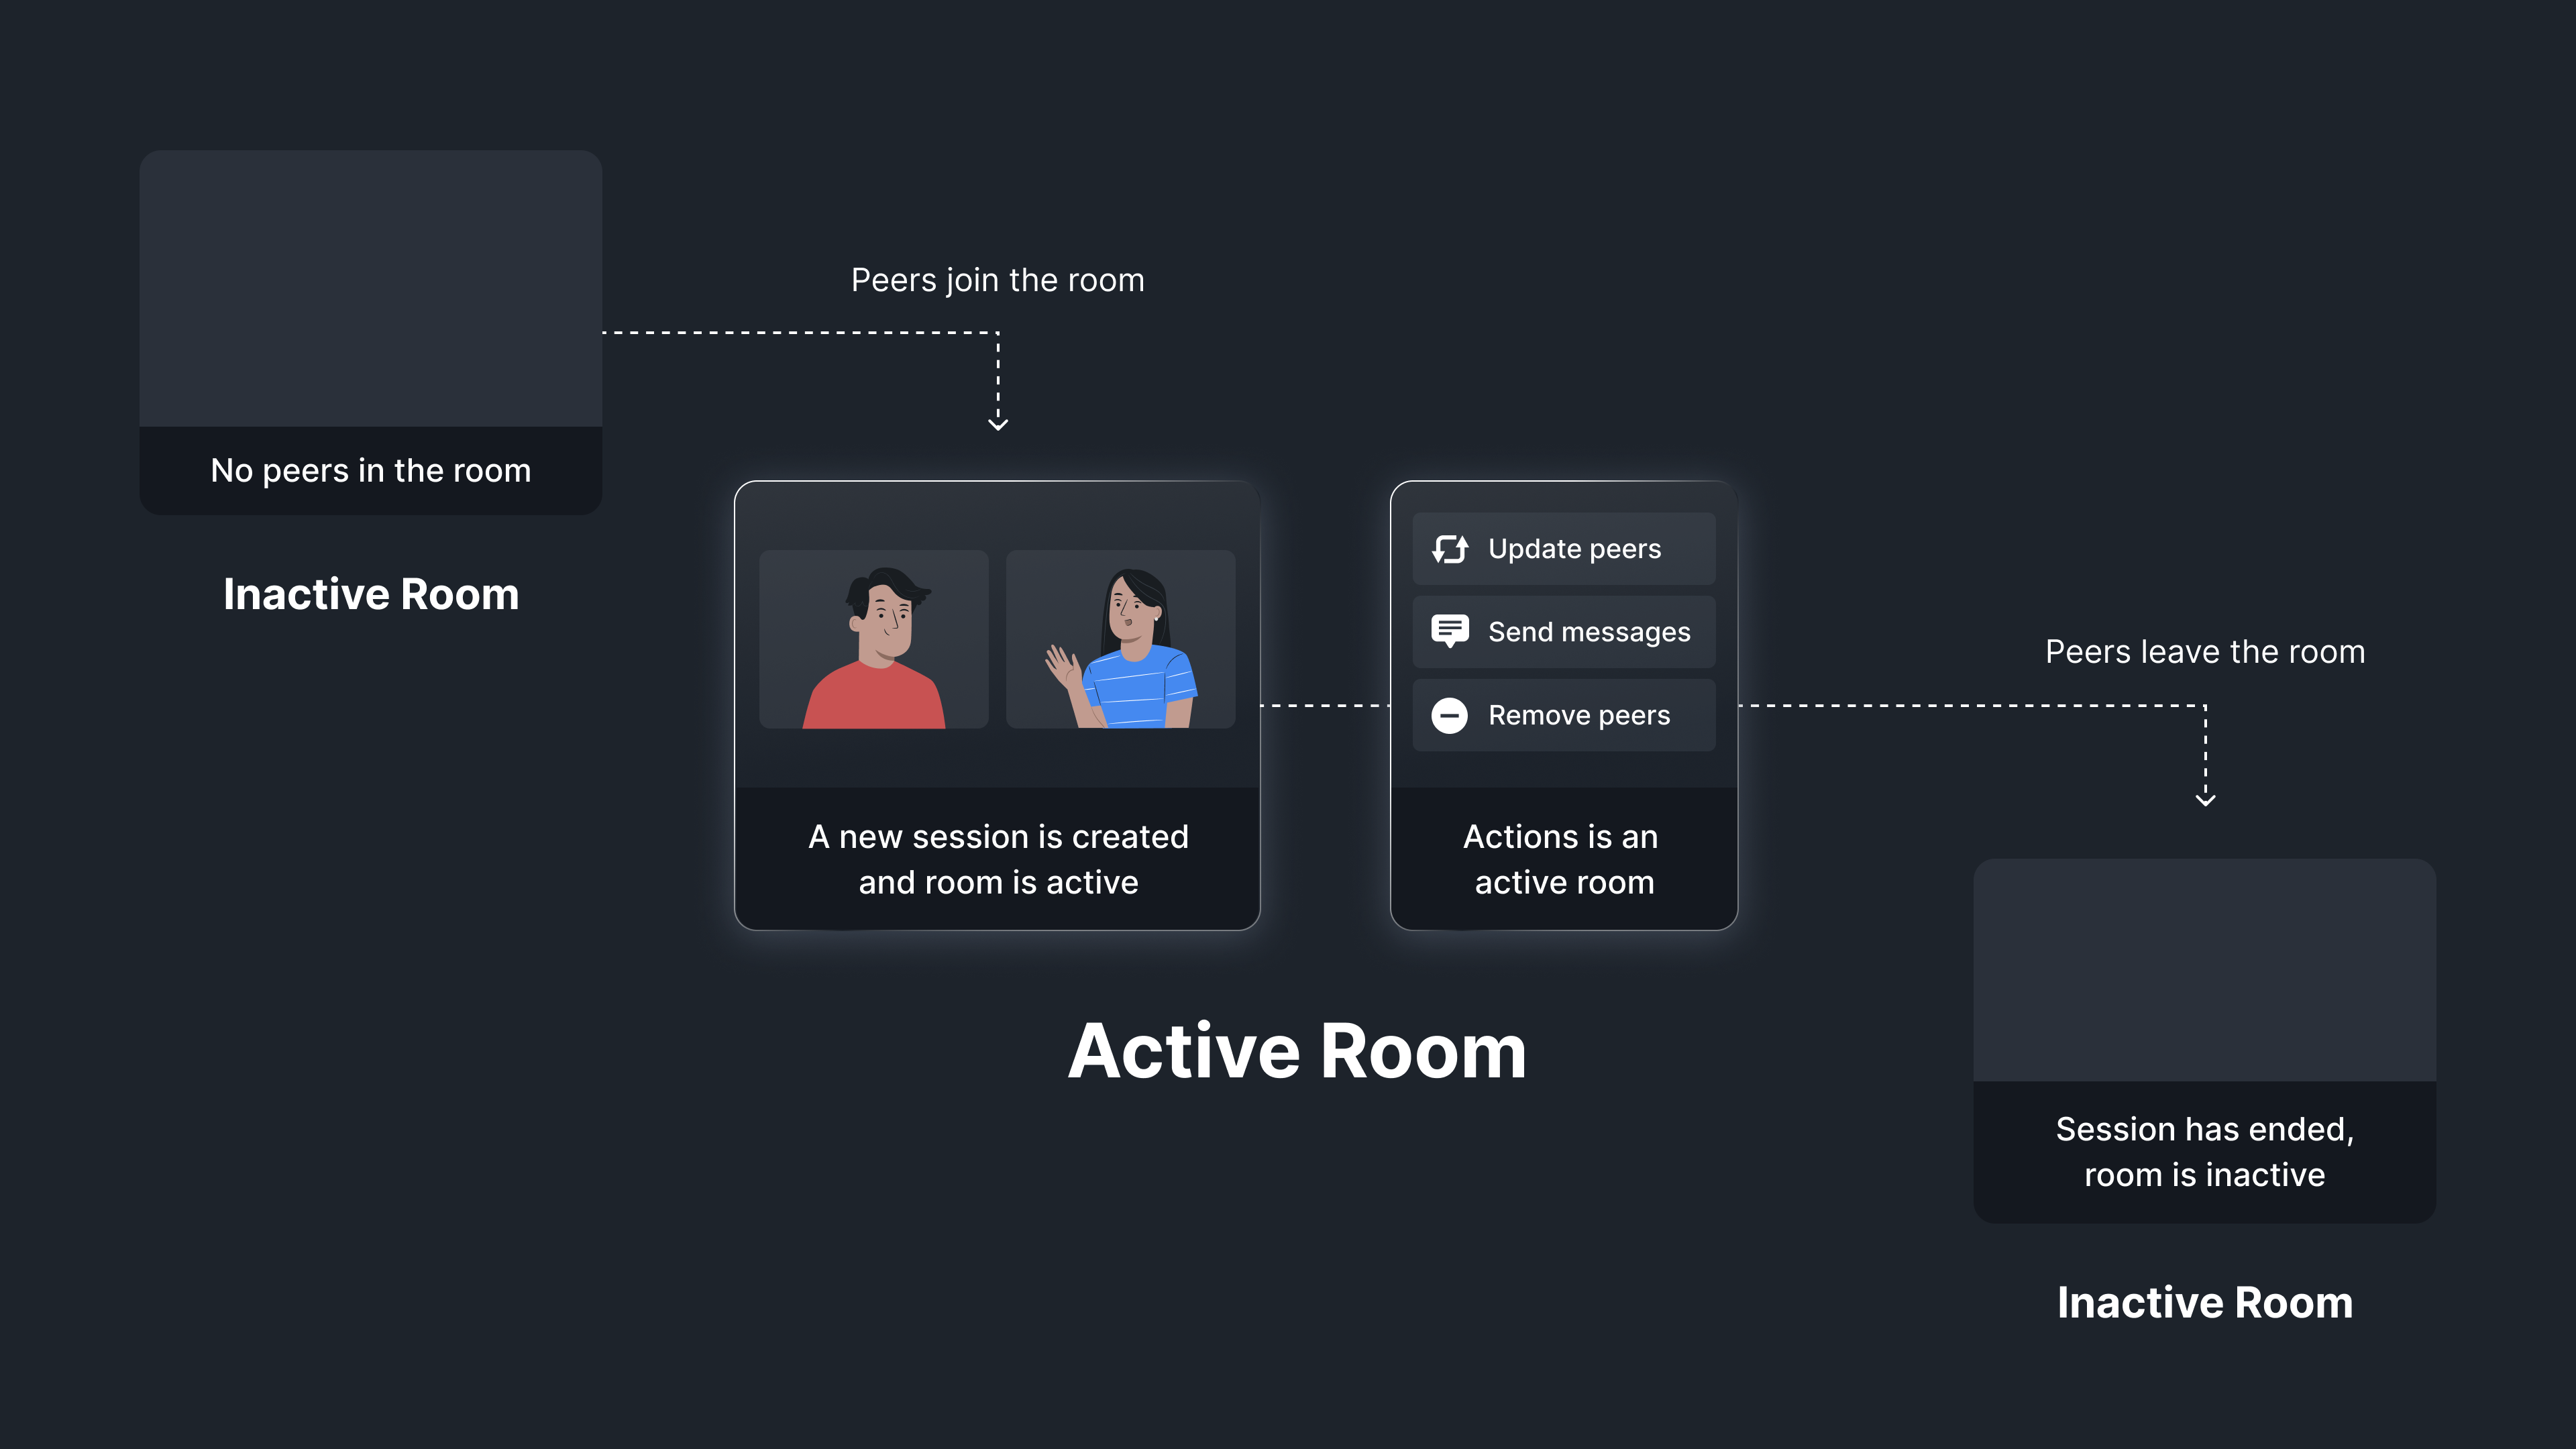 Peers join the room
No peers in the room
Inactive Room
Update peers
Send messages
Remove peers
A new session is created
and room is active
Actions is an
active room
Active Room
Peers leave the room
Session has ended,
room is inactive
Inactive Room